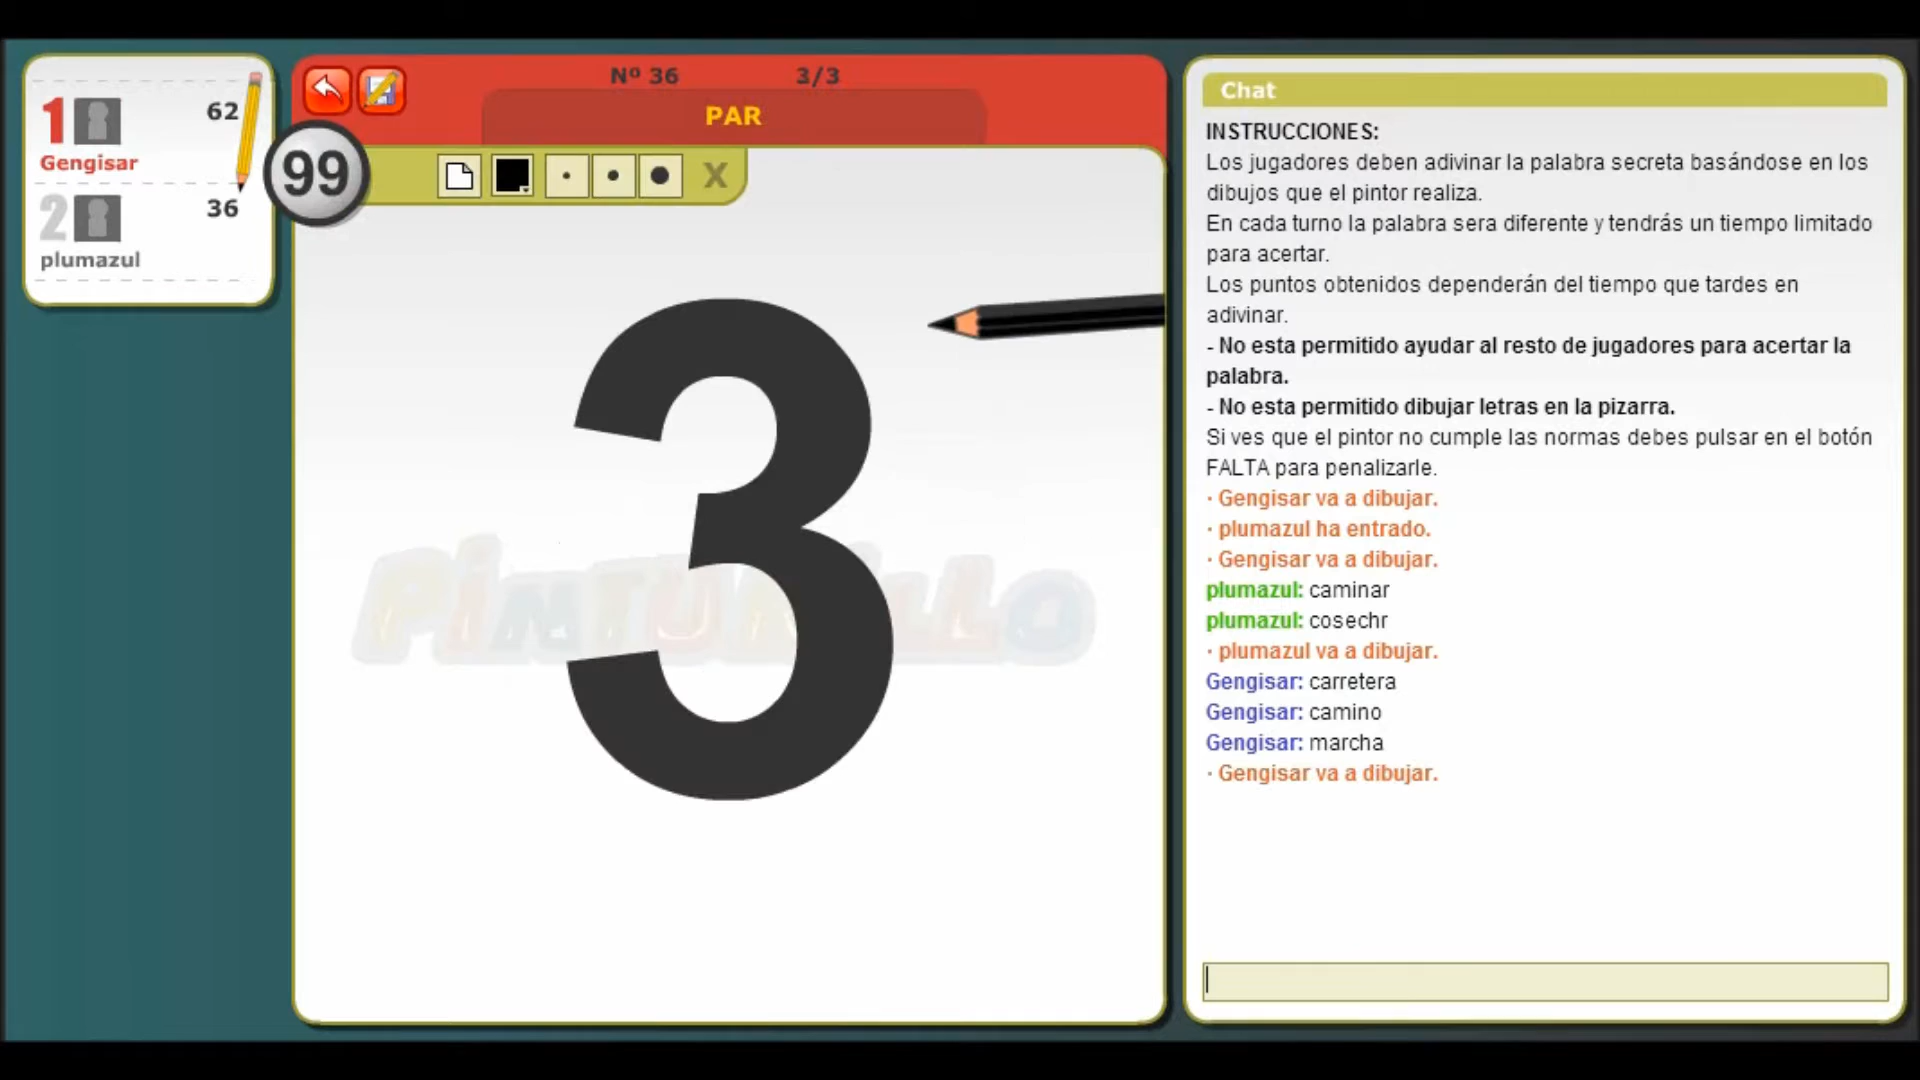 1
62
Gengisar
2
36
plumazul
Nº 36
3/3
PAR
99
X
3
PINTURILLO
Chat
INSTRUCCIONES:
Los jugadores deben adivinar la palabra secreta basándose en los
dibujos que el pintor realiza.
En cada turno la palabra sera diferente y tendrás un tiempo limitado
para acertar.
Los puntos obtenidos dependerán del tiempo que tardes en
adivinar.
- No esta permitido ayudar al resto de jugadores para acertar la
palabra.
- No esta permitido dibujar letras en la pizarra.
Si ves que el pintor no cumple las normas debes pulsar en el botón
FALTA para penalizarle.
· Gengisar va a dibujar.
· plumazul ha entrado.
· Gengisar va a dibujar.
plumazul: caminar
plumazul: cosechr
· plumazul va a dibujar.
Gengisar: carretera
Gengisar: camino
Gengisar: marcha
· Gengisar va a dibujar.